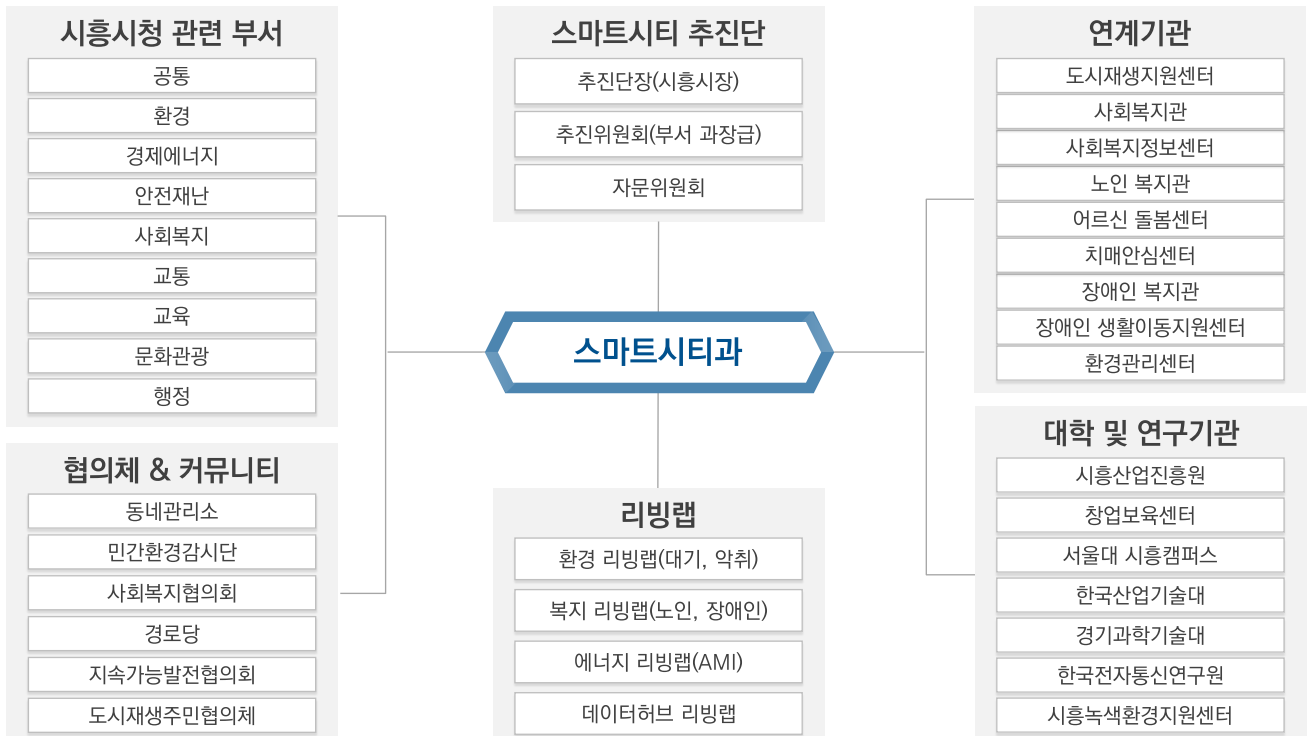 시흥시청 관련 부서
공통
환경
경제에너지
안전재난
사회복지
교통
교육
문화관광
행정
협의체 & 커뮤니티
동네관리소
민간환경감시단
사회복지협의회
경로당
지속가능발전협의회
도시재생주민협의체
스마트시티 추진단
추진단장(시흥시장)
추진위원회(부서 과장급)
자문위원회
스마트시티과
리빙랩
환경 리빙랩(대기, 악취)
복지 리빙랩(노인, 장애인)
에너지 리빙랩(AMI)
데이터허브 리빙랩
연계기관
도시재생지원센터
사회복지관
사회복지정보센터
노인 복지관
어르신 돌봄센터
치매안심센터
장애인 복지관
장애인 생활이동지원센터
환경관리센터
대학 및 연구기관
시흥산업진흥원
창업보육센터
서울대 시흥캠퍼스
한국산업기술대
경기과학기술대
한국전자통신연구원
시흥녹색환경지원센터